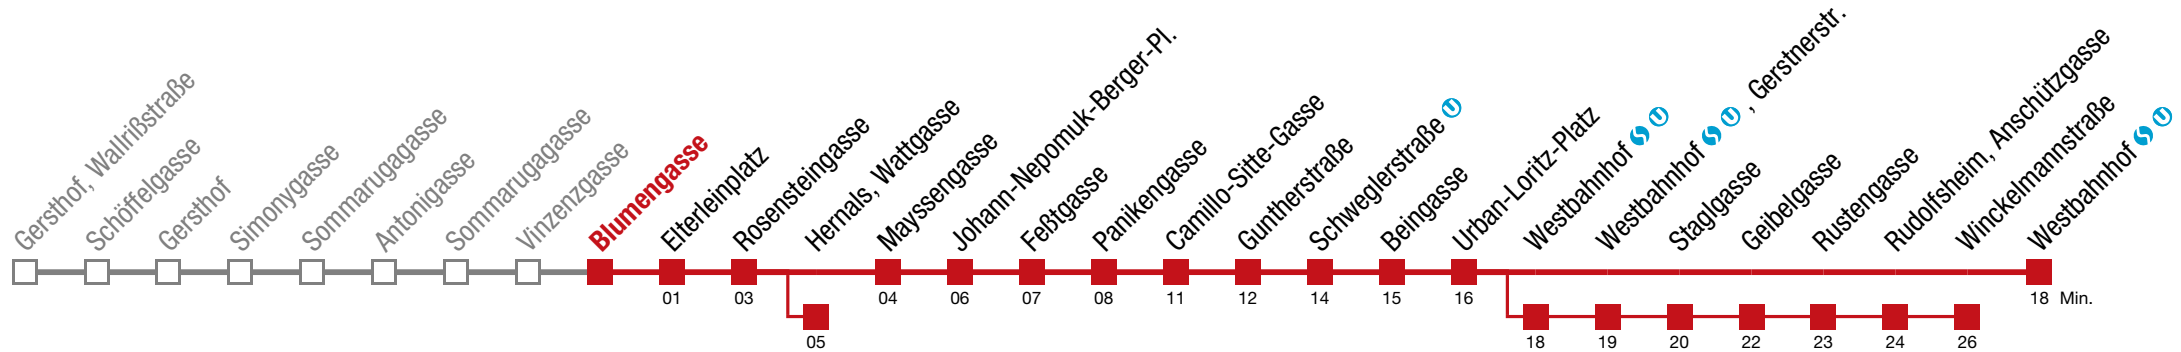 Gersthof, Wallrißstraße
Schöffelgasse
Gersthof
Simonygasse
Sommarugagasse
Antonigasse
Sommarugagasse
Vinzenzgasse
Blumengasse
Elterleinplatz
Rosensteingasse
Hernals, Wattgasse
Mayssengasse
Johann-Nepomuk-Berger-Pl.
Feßtgasse
Panikengasse
Camillo-Sitte-Gasse
Guntherstraße
Schweglerstraße U
Beingasse
Urban-Loritz-Platz
Westbahnhof S U
Westbahnhof S U , Gerstnerstr.
Staglgasse
Geibelgasse
Rustengasse
Rudolfsheim, Anschützgasse
Winckelmannstraße
Westbahnhof S U
01 03 04 06 07 08 11 12 14 15 16 18 Min.
05 18 19 20 22 23 24 26